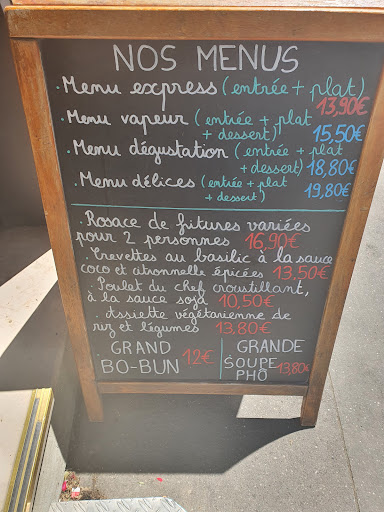 NOS MENUS
. Menu express (entrée + plat)
13,90€
. Menu vapeur (entrée + plat
+ dessert) 15,50€
. Menu dégustation (entrée + plat
+ dessert) 18,80€
. Menu délices (entrée + plat
+ dessert) 19,80€
. Rosace de fitures variées
pour 2 personnes 16,90€
. Crevettes au basilic à la sauce
coco et citronnelle épicées 13,50€
. Poulet du chef croustillant,
à la sauce soja 10,50€
. Assiette végétarienne de
riz et légumes 13,80€
. GRAND
BO-BUN 12€
GRANDE
. SOUPE
PHÔ 13,80€